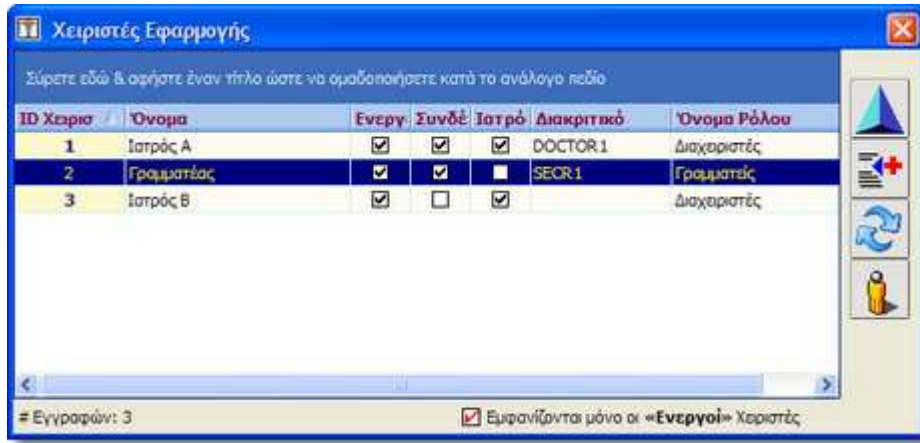 Χειριστές Εφαρμογής
Σύρετε εδώ & αφήστε έναν τίτλο ώστε να ομαδοποιήσετε κατά το ανάλογο πεδίο
ID Χειρισ Όνομα Ενεργ Συνδέ Ιατρό Διακριτικό Όνομα Ρόλου
1 Ιατρός Α DOCTOR1 Διαχειριστές
2 Γραμματέας SECR1 Γραμματείς
3 Ιατρός Β Διαχειριστές
# Εγγραφών: 3 Εμφανίζονται μόνο οι «Ενεργοί» Χειριστές